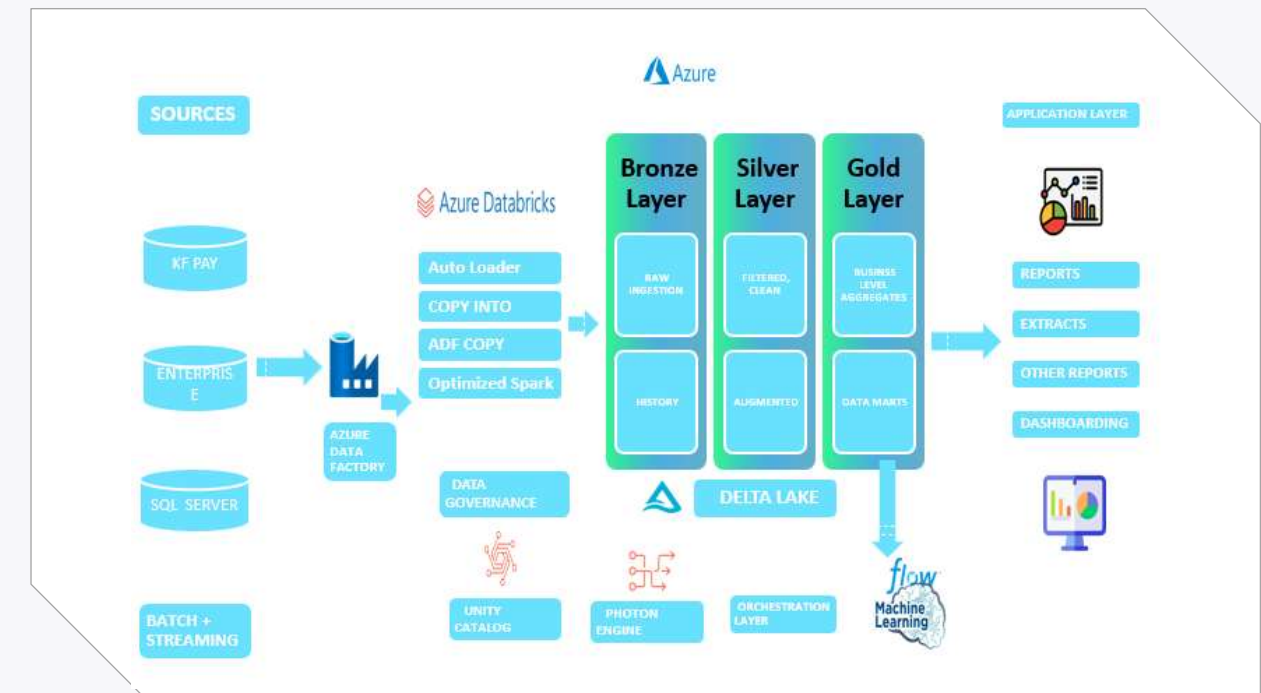 Azure
SOURCES
KF PAY
ENTERPRIS
E
SQL SERVER
BATCH +
STREAMING
AZURE
DATA
FACTORY
Azure Databricks
Auto Loader
COPY INTO
ADF COPY
Optimized Spark
DATA
GOVERNANCE
UNITY
CATALOG
Bronze
Layer
RAW
INGESTION
HISTORY
Silver
Layer
FILTERED,
CLEAN
AUGMENTED
Gold
Layer
BUSINSS
LEVEL
AGGREGATES
DATA MARTS
DELTA LAKE
PHOTON
ENGINE
ORCHESTRATION
LAYER
flow
Machine
Learning
APPLICATION LAYER
REPORTS
EXTRACTS
OTHER REPORTS
DASHBOARDING